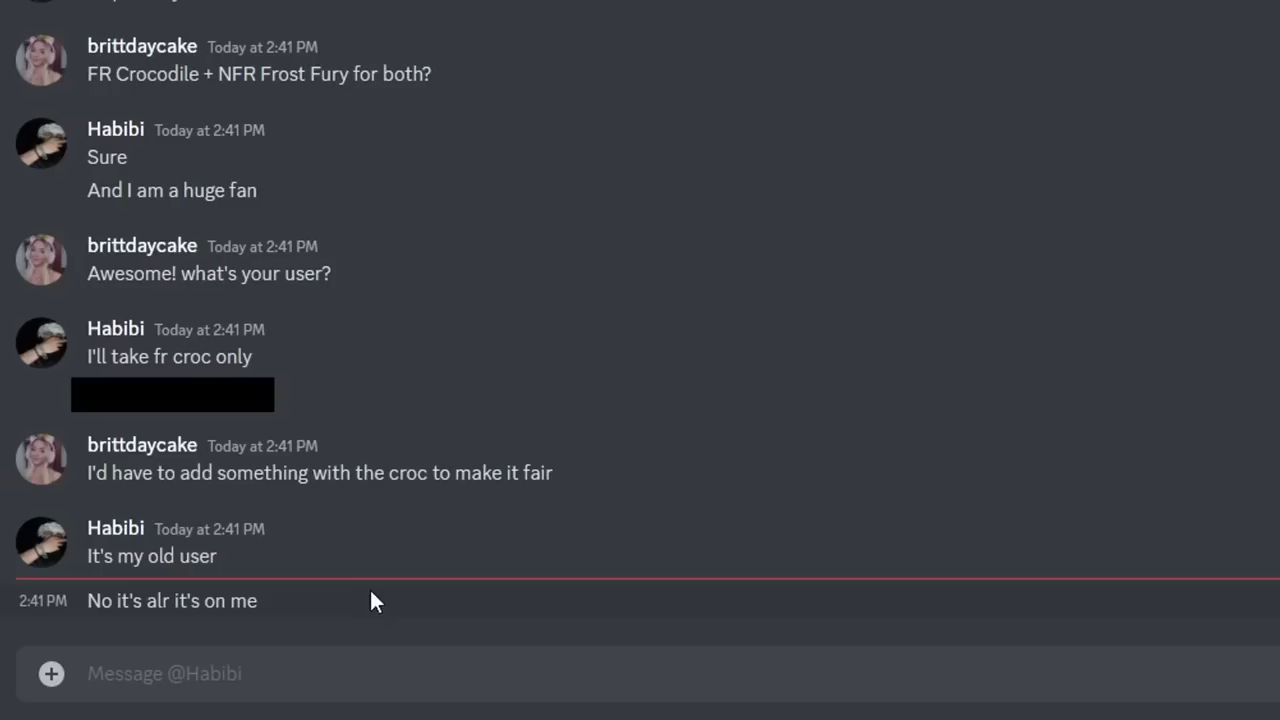 brittdaycake Today at 2:41 PM
FR Crocodile + NFR Frost Fury for both?
Habibi Today at 2:41 PM
Sure
And I am a huge fan
brittdaycake Today at 2:41 PM
Awesome! what's your user?
Habibi Today at 2:41 PM
I'll take fr croc only
brittdaycake Today at 2:41 PM
I'd have to add something with the croc to make it fair
Habibi Today at 2:41 PM
It's my old user
2:41 PM No it's alr it's on me
Message @Habibi